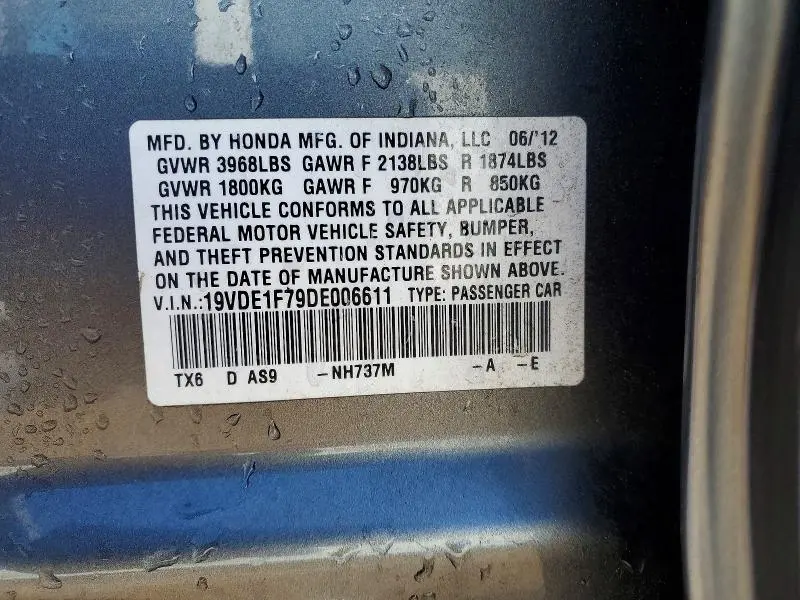 MFD. BY HONDA MFG. OF INDIANA, LLC 06/'12
GVWR 3968LBS GAWR F 2138LBS R 1874LBS
GVWR 1800KG GAWR F 970KG R 850KG
THIS VEHICLE CONFORMS TO ALL APPLICABLE
FEDERAL MOTOR VEHICLE SAFETY, BUMPER,
AND THEFT PREVENTION STANDARDS IN EFFECT
ON THE DATE OF MANUFACTURE SHOWN ABOVE.
V.I.N.:19VDE1F79DE006611 TYPE: PASSENGER CAR
TX6 D AS9 -NH737M -A -E